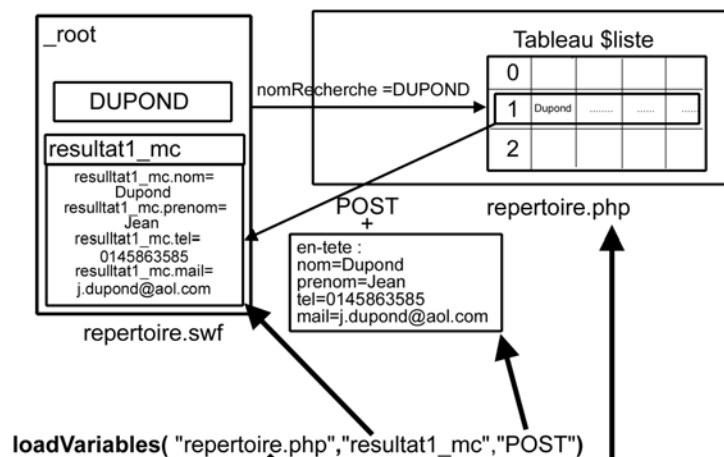 _root
DUPOND
resultat1_mc
resulltat1_mc.nom=
Dupond
resultat1_mc.prenom=
Jean
resulltat1_mc.tel=
0145863585
resulltat1_mc.mail=
j.dupond@aol.com
repertoire.swf
nomRecherche =DUPOND
Tableau $liste
0
1 Dupond ........ ...... ......
2
repertoire.php
POST
+
en-tete :
nom=Dupond
prenom=Jean
tel=0145863585
mail=j.dupond@aol.com
loadVariables( "repertoire.php","resultat1_mc","POST")